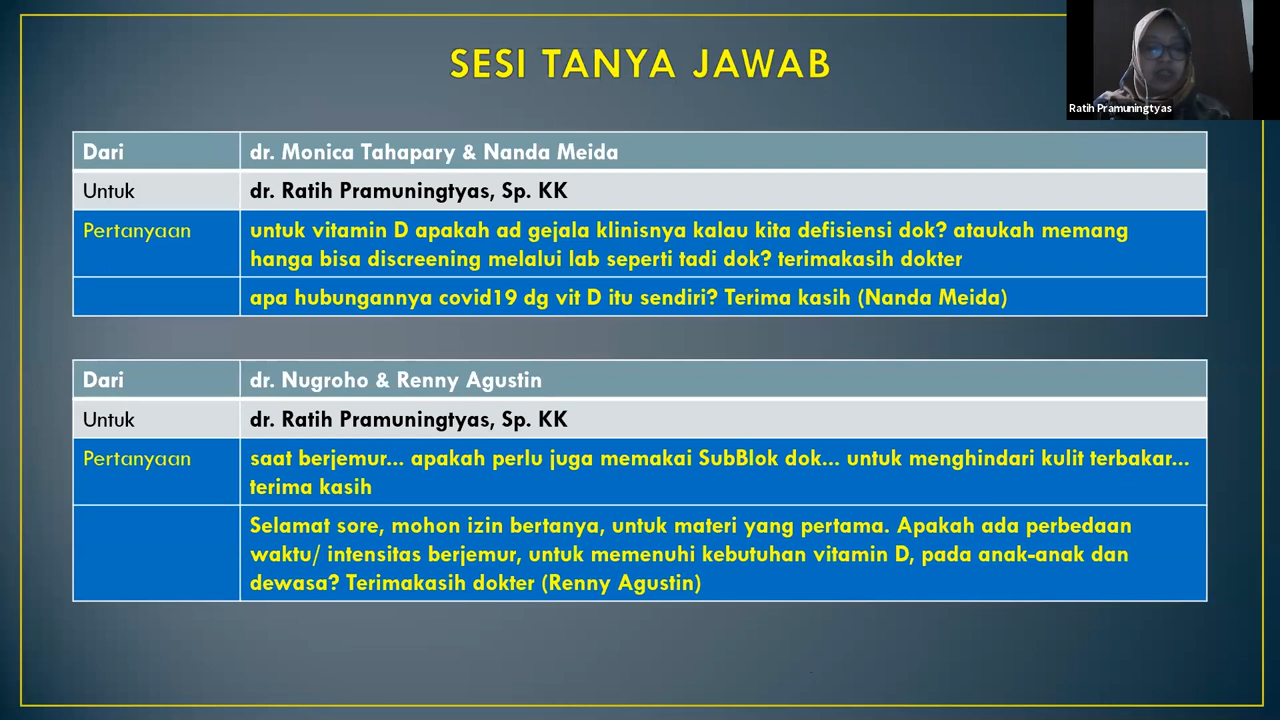 SESI TANYA JAWAB
Ratih Pramuningtyas
Dari dr. Monica Tahapary & Nanda Meida
Untuk dr. Ratih Pramuningtyas, Sp. KK
Pertanyaan untuk vitamin D apakah ad gejala klinisnya kalau kita defisiensi dok? ataukah memang
hanga bisa discreening melalui lab seperti tadi dok? terimakasih dokter
apa hubungannya covid19 dg vit D itu sendiri? Terima kasih (Nanda Meida)
Dari dr. Nugroho & Renny Agustin
Untuk dr. Ratih Pramuningtyas, Sp. KK
Pertanyaan saat berjemur... apakah perlu juga memakai SubBlok dok... untuk menghindari kulit terbakar...
terima kasih
Selamat sore, mohon izin bertanya, untuk materi yang pertama. Apakah ada perbedaan
waktu/ intensitas berjemur, untuk memenuhi kebutuhan vitamin D, pada anak-anak dan
dewasa? Terimakasih dokter (Renny Agustin)